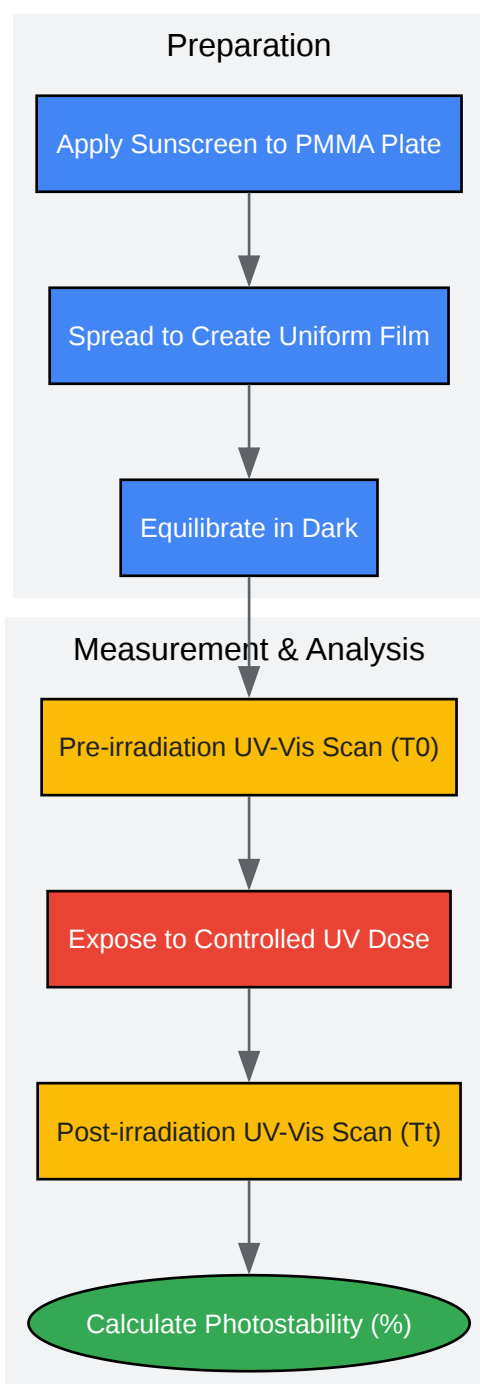 Preparation
Apply Sunscreen to PMMA Plate
Spread to Create Uniform Film
Equilibrate in Dark
Measurement & Analysis
Pre-irradiation UV-Vis Scan (T0)
Expose to Controlled UV Dose
Post-irradiation UV-Vis Scan (Tt)
Calculate Photostability (%)